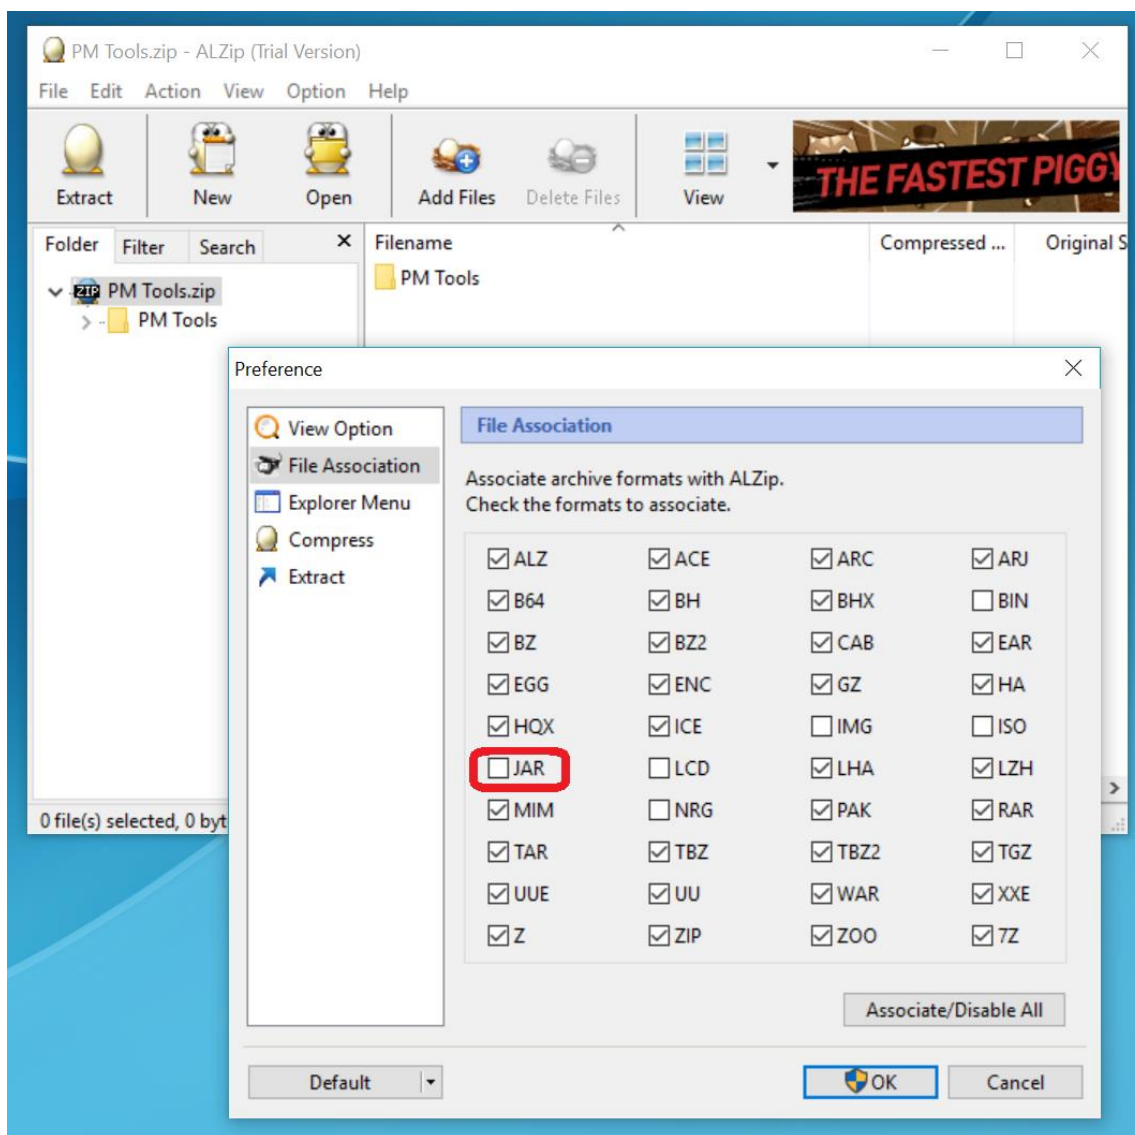 PM Tools.zip - ALZip (Trial Version)
File Edit Action View Option Help
THE FASTEST PIGGY
Extract New Open Add Files Delete Files View
Folder Filter Search Filename Compressed ... Original S
ZIP PM Tools.zip PM Tools
PM Tools
Preference
View Option File Association
File Association
Explorer Menu
Compress
Extract
Associate archive formats with ALZip.
Check the formats to associate.
ALZ ACE ARC ARJ
B64 BH BHX BIN
BZ BZ2 CAB EAR
EGG ENC GZ HA
HQX ICE IMG ISO
JAR LCD LHA LZH
MIM NRG PAK RAR
TAR TBZ TBZ2 TGZ
UUE UU WAR XXE
Z ZIP ZOO 7Z
0 file(s) selected, 0 byt
Associate/Disable All
Default OK Cancel